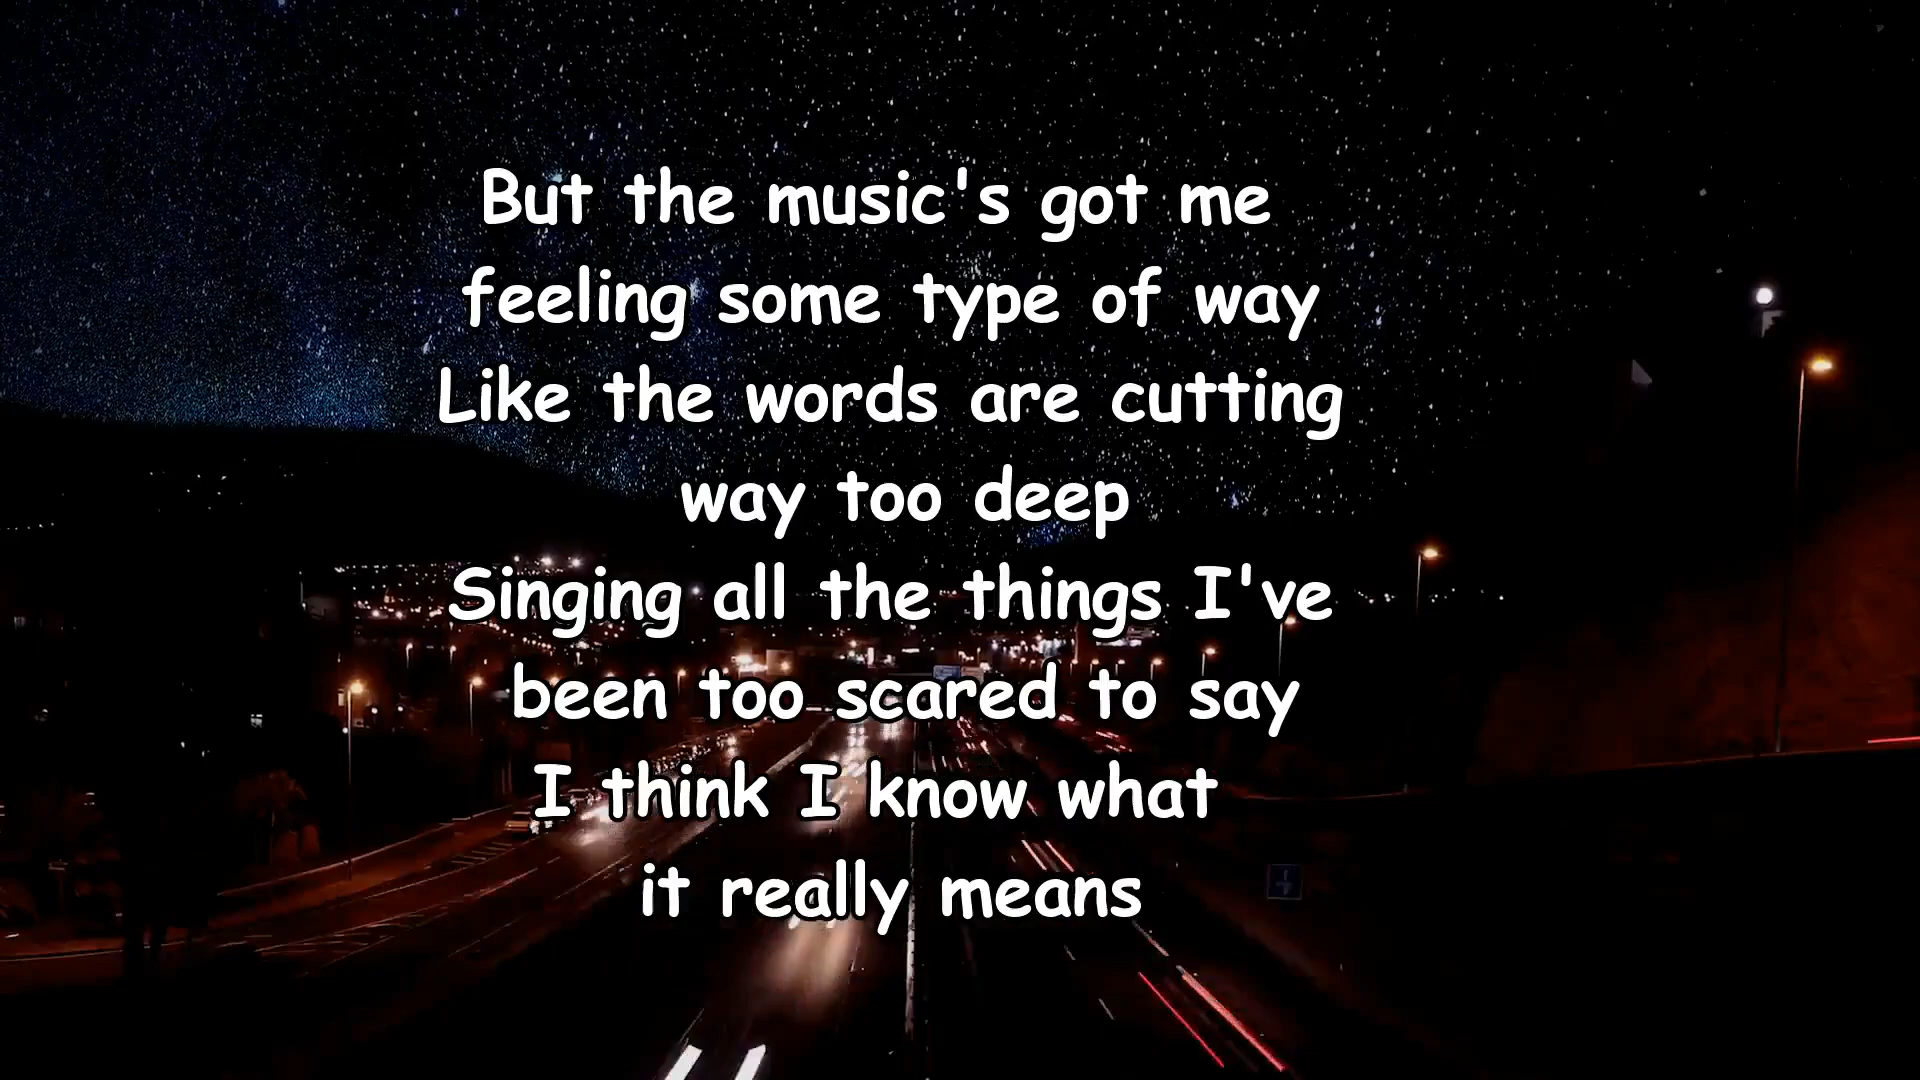 But the music's got me
feeling some type of way
Like the words are cutting
way too deep
Singing all the things I've
been too scared to say
I think I know what
it really means